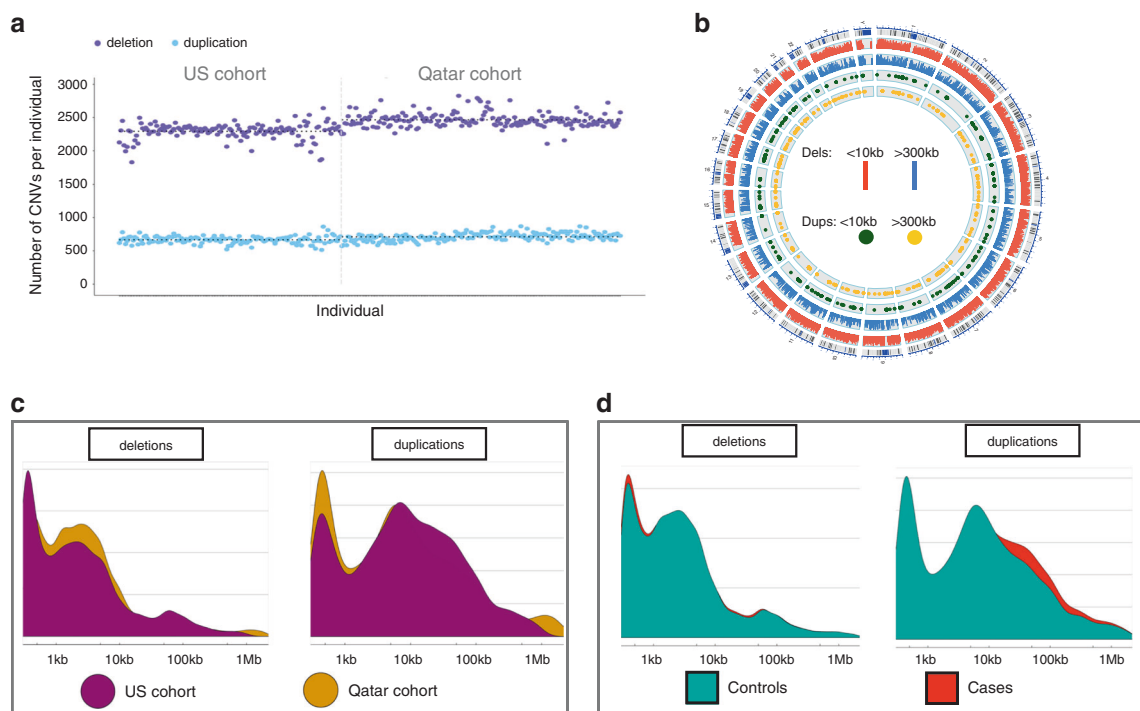 a
deletion
duplication
US cohort
Qatar cohort
Number of CNVs per individual
3000
2500
2000
1500
1000
500
0
Individual
b
Dels: <10kb >300kb
Dups: <10kb >300kb
c
deletions
duplications
1kb 10kb 100kb 1Mb
1kb 10kb 100kb 1Mb
US cohort
Qatar cohort
d
deletions
duplications
1kb 10kb 100kb 1Mb
1kb 10kb 100kb 1Mb
Controls
Cases